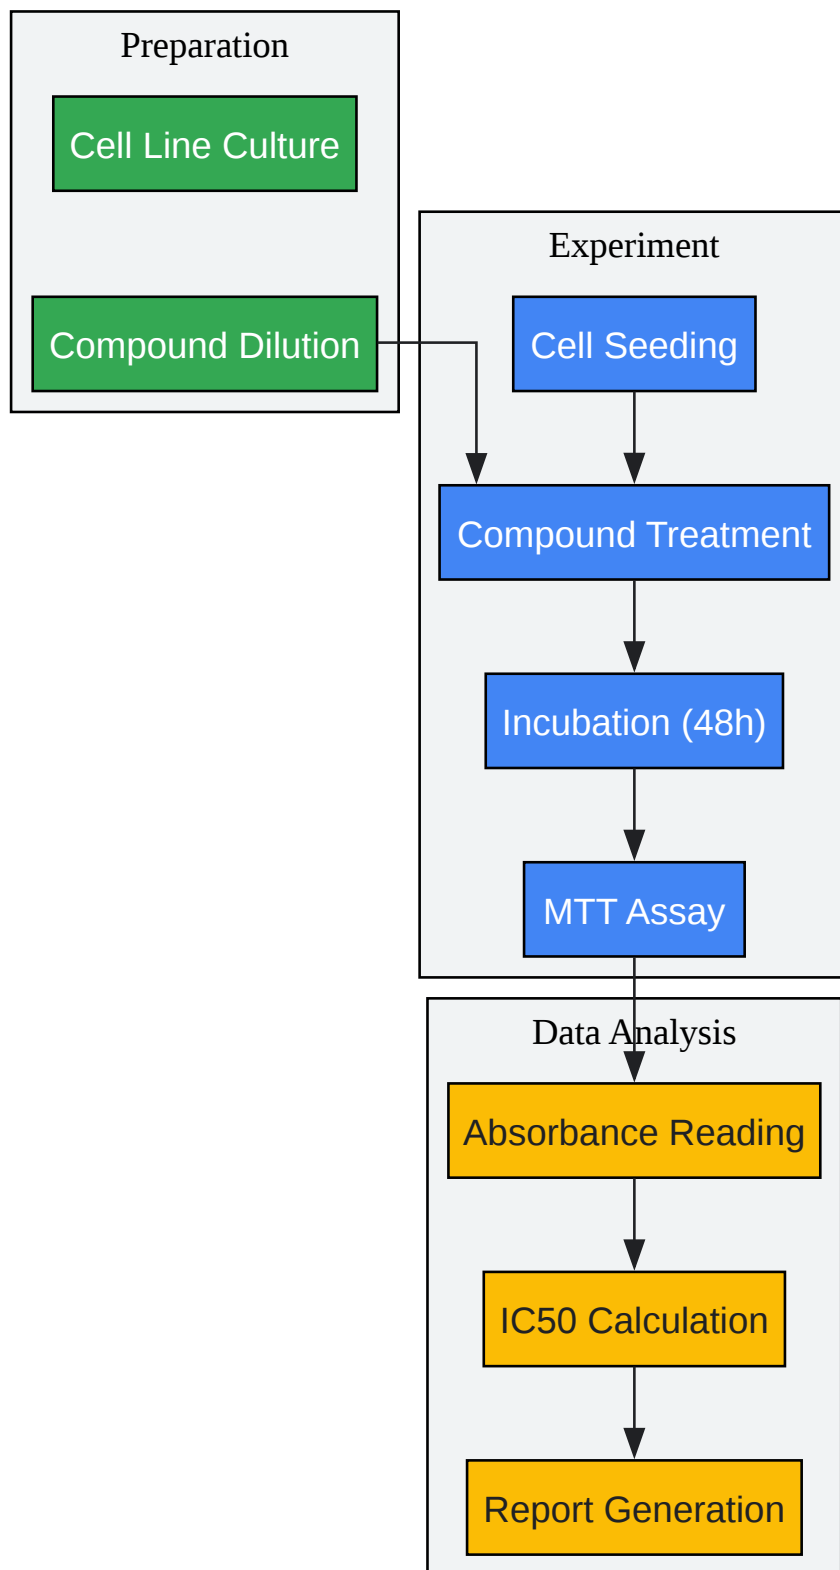 Preparation
Cell Line Culture
Compound Dilution
Experiment
Cell Seeding
Compound Treatment
Incubation (48h)
MTT Assay
Data Analysis
Absorbance Reading
IC50 Calculation
Report Generation